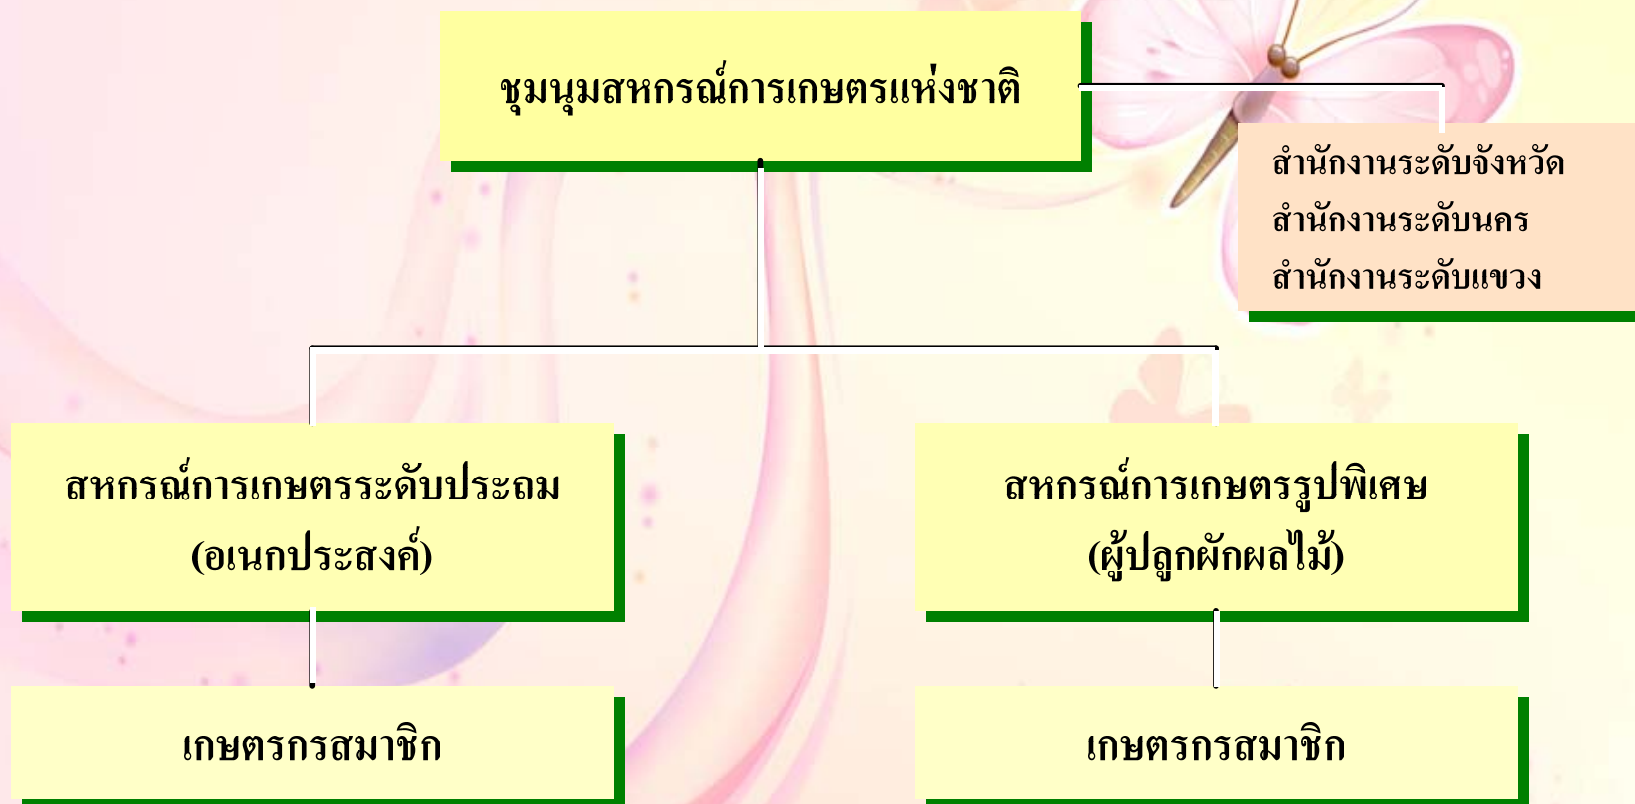 ชุมนุมสหกรณ์การเกษตรแห่งชาติ
สำนักงานระดับจังหวัด
สำนักงานระดับนคร
สำนักงานระดับแขวง
สหกรณ์การเกษตรระดับประถม
(อเนกประสงค์)
สหกรณ์การเกษตรรูปพิเศษ
(ผู้ปลูกผักผลไม้)
เกษตรกรสมาชิก
เกษตรกรสมาชิก